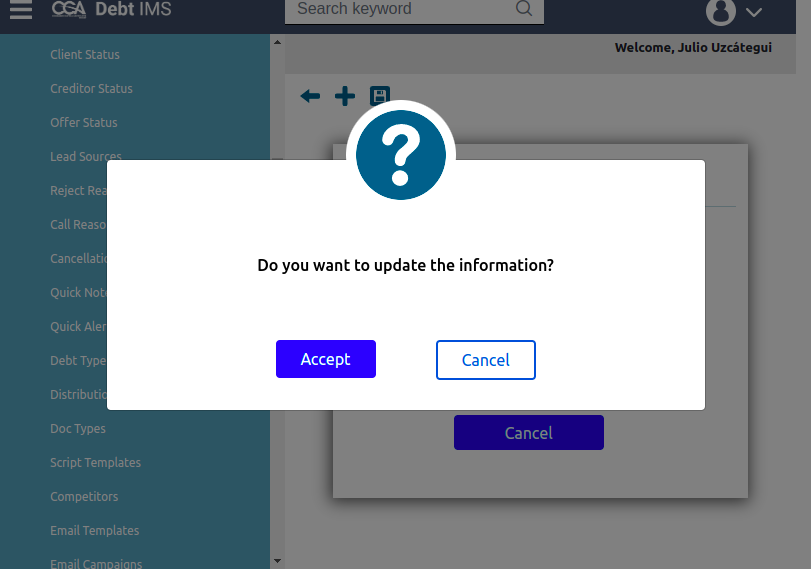 CGA Debt IMS
Search keyword
Welcome, Julio Uzcátegui
Client Status
Creditor Status
Offer Status
Lead Sources
Reject Rea
Call Reaso
Cancellatio
Quick Note
Quick Aler
Debt Type
Distributio
Doc Types
Script Templates
Competitors
Email Templates
Email Campaigns
?
Do you want to update the information?
Accept
Cancel
Cancel